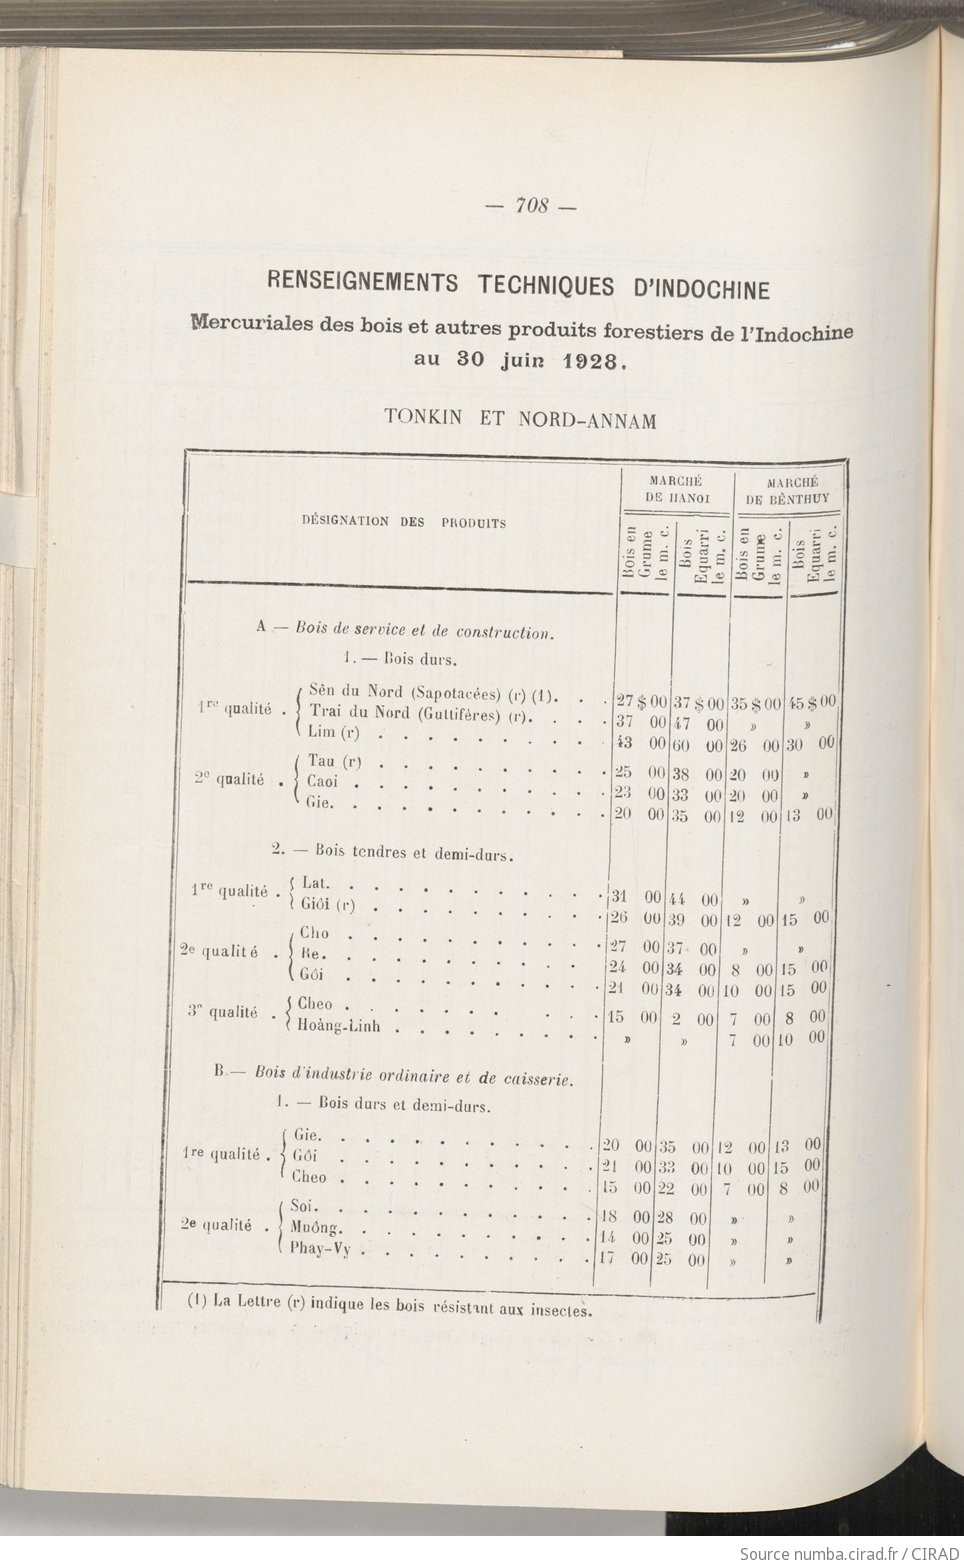 — 708 —
RENSEIGNEMENTS TECHNIQUES D'INDOCHINE
Mercuriales des bois et autres produits forestiers de l'Indochine
au 30 juin 1928.
TONKIN ET NORD-ANNAM
DÉSIGNATION DES PRODUITS
MARCHÉ DE HANOI
MARCHÉ DE BÊNTHUY
Bois en Grume le m. c.
Bois Equarri le m. c.
Bois en Grume le m. c.
Bois Equarri le m. c.
A — Bois de service et de construction.
1. — Bois durs.
1re qualité .
Sên du Nord (Sapotacées) (r) (1). . . 27 $ 00 37 $ 00 35 $ 00 45 $ 00
Trai du Nord (Guttifères) (r). . . . 37 00 47 00 » »
Lim (r) . . . . . . . . . 43 00 60 00 26 00 30 00
2e qualité .
Tau (r) . . . . . . . . . 25 00 38 00 20 00 »
Caoi . . . . . . . . . . 23 00 33 00 20 00 »
Gie. . . . . . . . . . . 20 00 35 00 12 00 13 00
2. — Bois tendres et demi-durs.
1re qualité .
Lat. . . . . . . . . . . 31 00 44 00 » »
Giôi (r) . . . . . . . . . 26 00 39 00 12 00 15 00
2e qualité .
Cho . . . . . . . . . . 27 00 37 00 » »
Re. . . . . . . . . . . 24 00 34 00 8 00 15 00
Gôi . . . . . . . . . . 21 00 34 00 10 00 15 00
3e qualité .
Cheo . . . . . . . . . . 15 00 2 00 7 00 8 00
Hoàng-Linh . . . . . . . . » » 7 00 10 00
B — Bois d'industrie ordinaire et de caisserie.
1. — Bois durs et demi-durs.
1re qualité .
Gie. . . . . . . . . . . 20 00 35 00 12 00 13 00
Gôi . . . . . . . . . . 21 00 33 00 10 00 15 00
Cheo . . . . . . . . . . 15 00 22 00 7 00 8 00
2e qualité .
Soi. . . . . . . . . . . 18 00 28 00 » »
Muông. . . . . . . . . . 14 00 25 00 » »
Phay-Vy . . . . . . . . . 17 00 25 00 » »
(1) La Lettre (r) indique les bois résistant aux insectes.
Source numba.cirad.fr / CIRAD